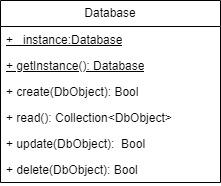 Database
+ _instance:Database
+ getInstance(): Database
+ create(DbObject): Bool
+ read(): Collection<DbObject>
+ update(DbObject): Bool
+ delete(DbObject): Bool